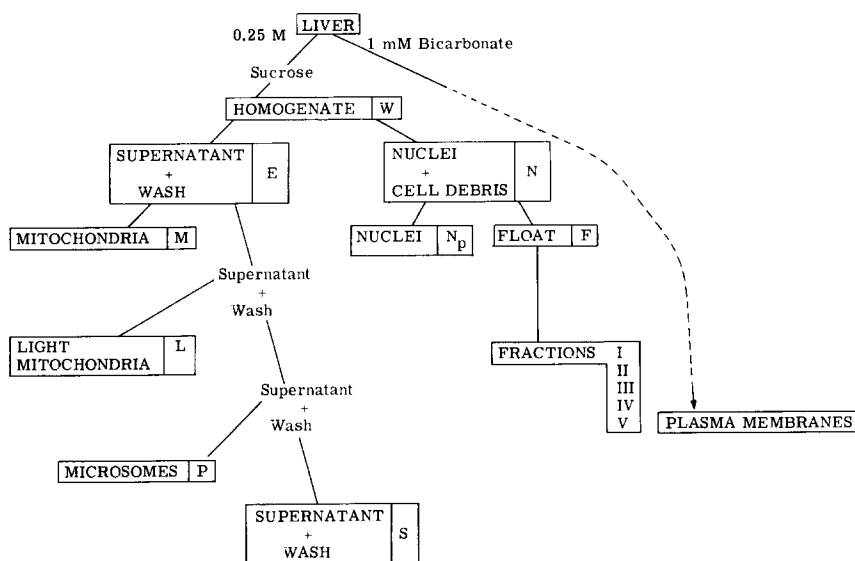 LIVER
0.25 M
1 mM Bicarbonate
Sucrose
HOMOGENATE W
SUPERNATANT
+
WASH
E
NUCLEI
+
CELL DEBRIS
N
MITOCHONDRIA M
NUCLEI Np
FLOAT F
Supernatant
+
Wash
LIGHT
MITOCHONDRIA
L
FRACTIONS I
II
III
IV
V
Supernatant
+
Wash
PLASMA MEMBRANES
MICROSOMES P
SUPERNATANT
+
WASH
S